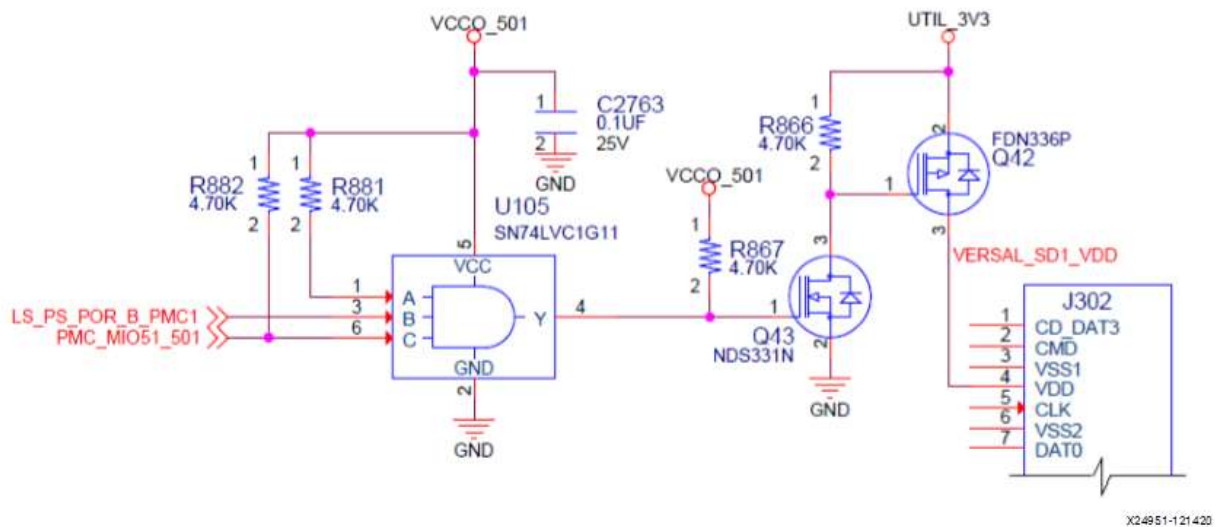 VCCO_501
UTIL_3V3
1
C2763
0.1UF
25V
2
GND
1
R866
4.70K
2
2
FDN336P
Q42
1
3
1
R882
4.70K
2
1
R881
4.70K
2
VCCO_501
1
R867
4.70K
2
U105
SN74LVC1G11
5
VCC
3
VERSAL_SD1_VDD
LS_PS_POR_B_PMC1
PMC_MIO51_501
1
A
3
B
6
C
Y
4
GND
2
GND
1
Q43
NDS331N
2
GND
J302
1
CD_DAT3
2
CMD
3
VSS1
4
VDD
5
CLK
6
VSS2
7
DAT0
X24951-121420